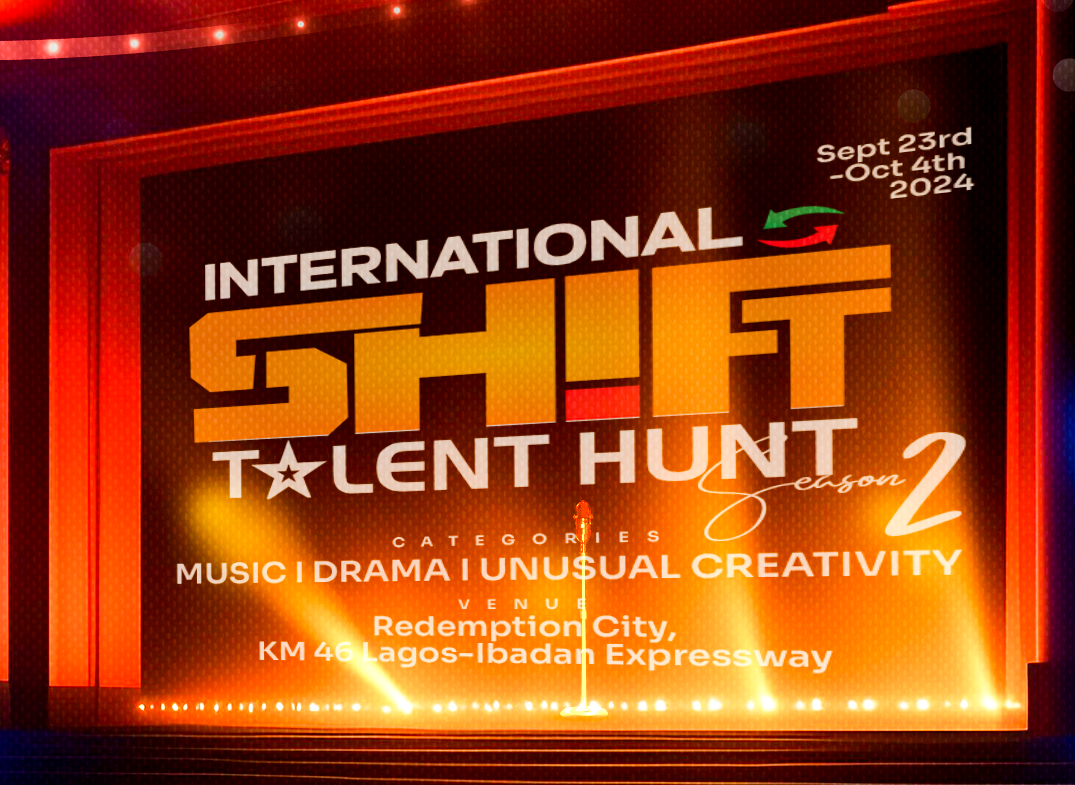 Sept 23rd
-Oct 4th
2024
INTERNATIONAL
SH!FT
TALENT HUNT
Season 2
CATEGORIES
MUSIC | DRAMA | UNUSUAL CREATIVITY
VENUE
Redemption City,
KM 46 Lagos-Ibadan Expressway